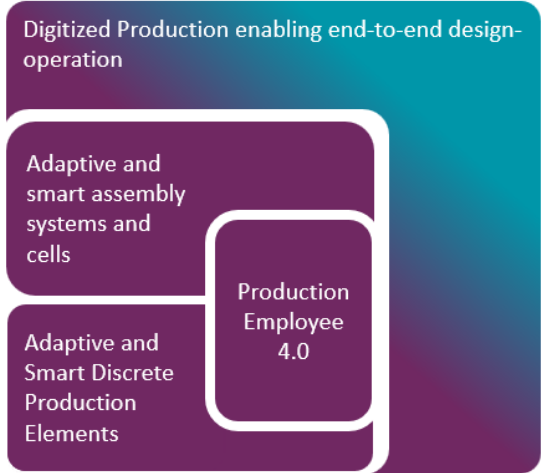 Digitized Production enabling end-to-end design-
operation
Adaptive and
smart assembly
systems and
cells
Production
Employee
4.0
Adaptive and
Smart Discrete
Production
Elements